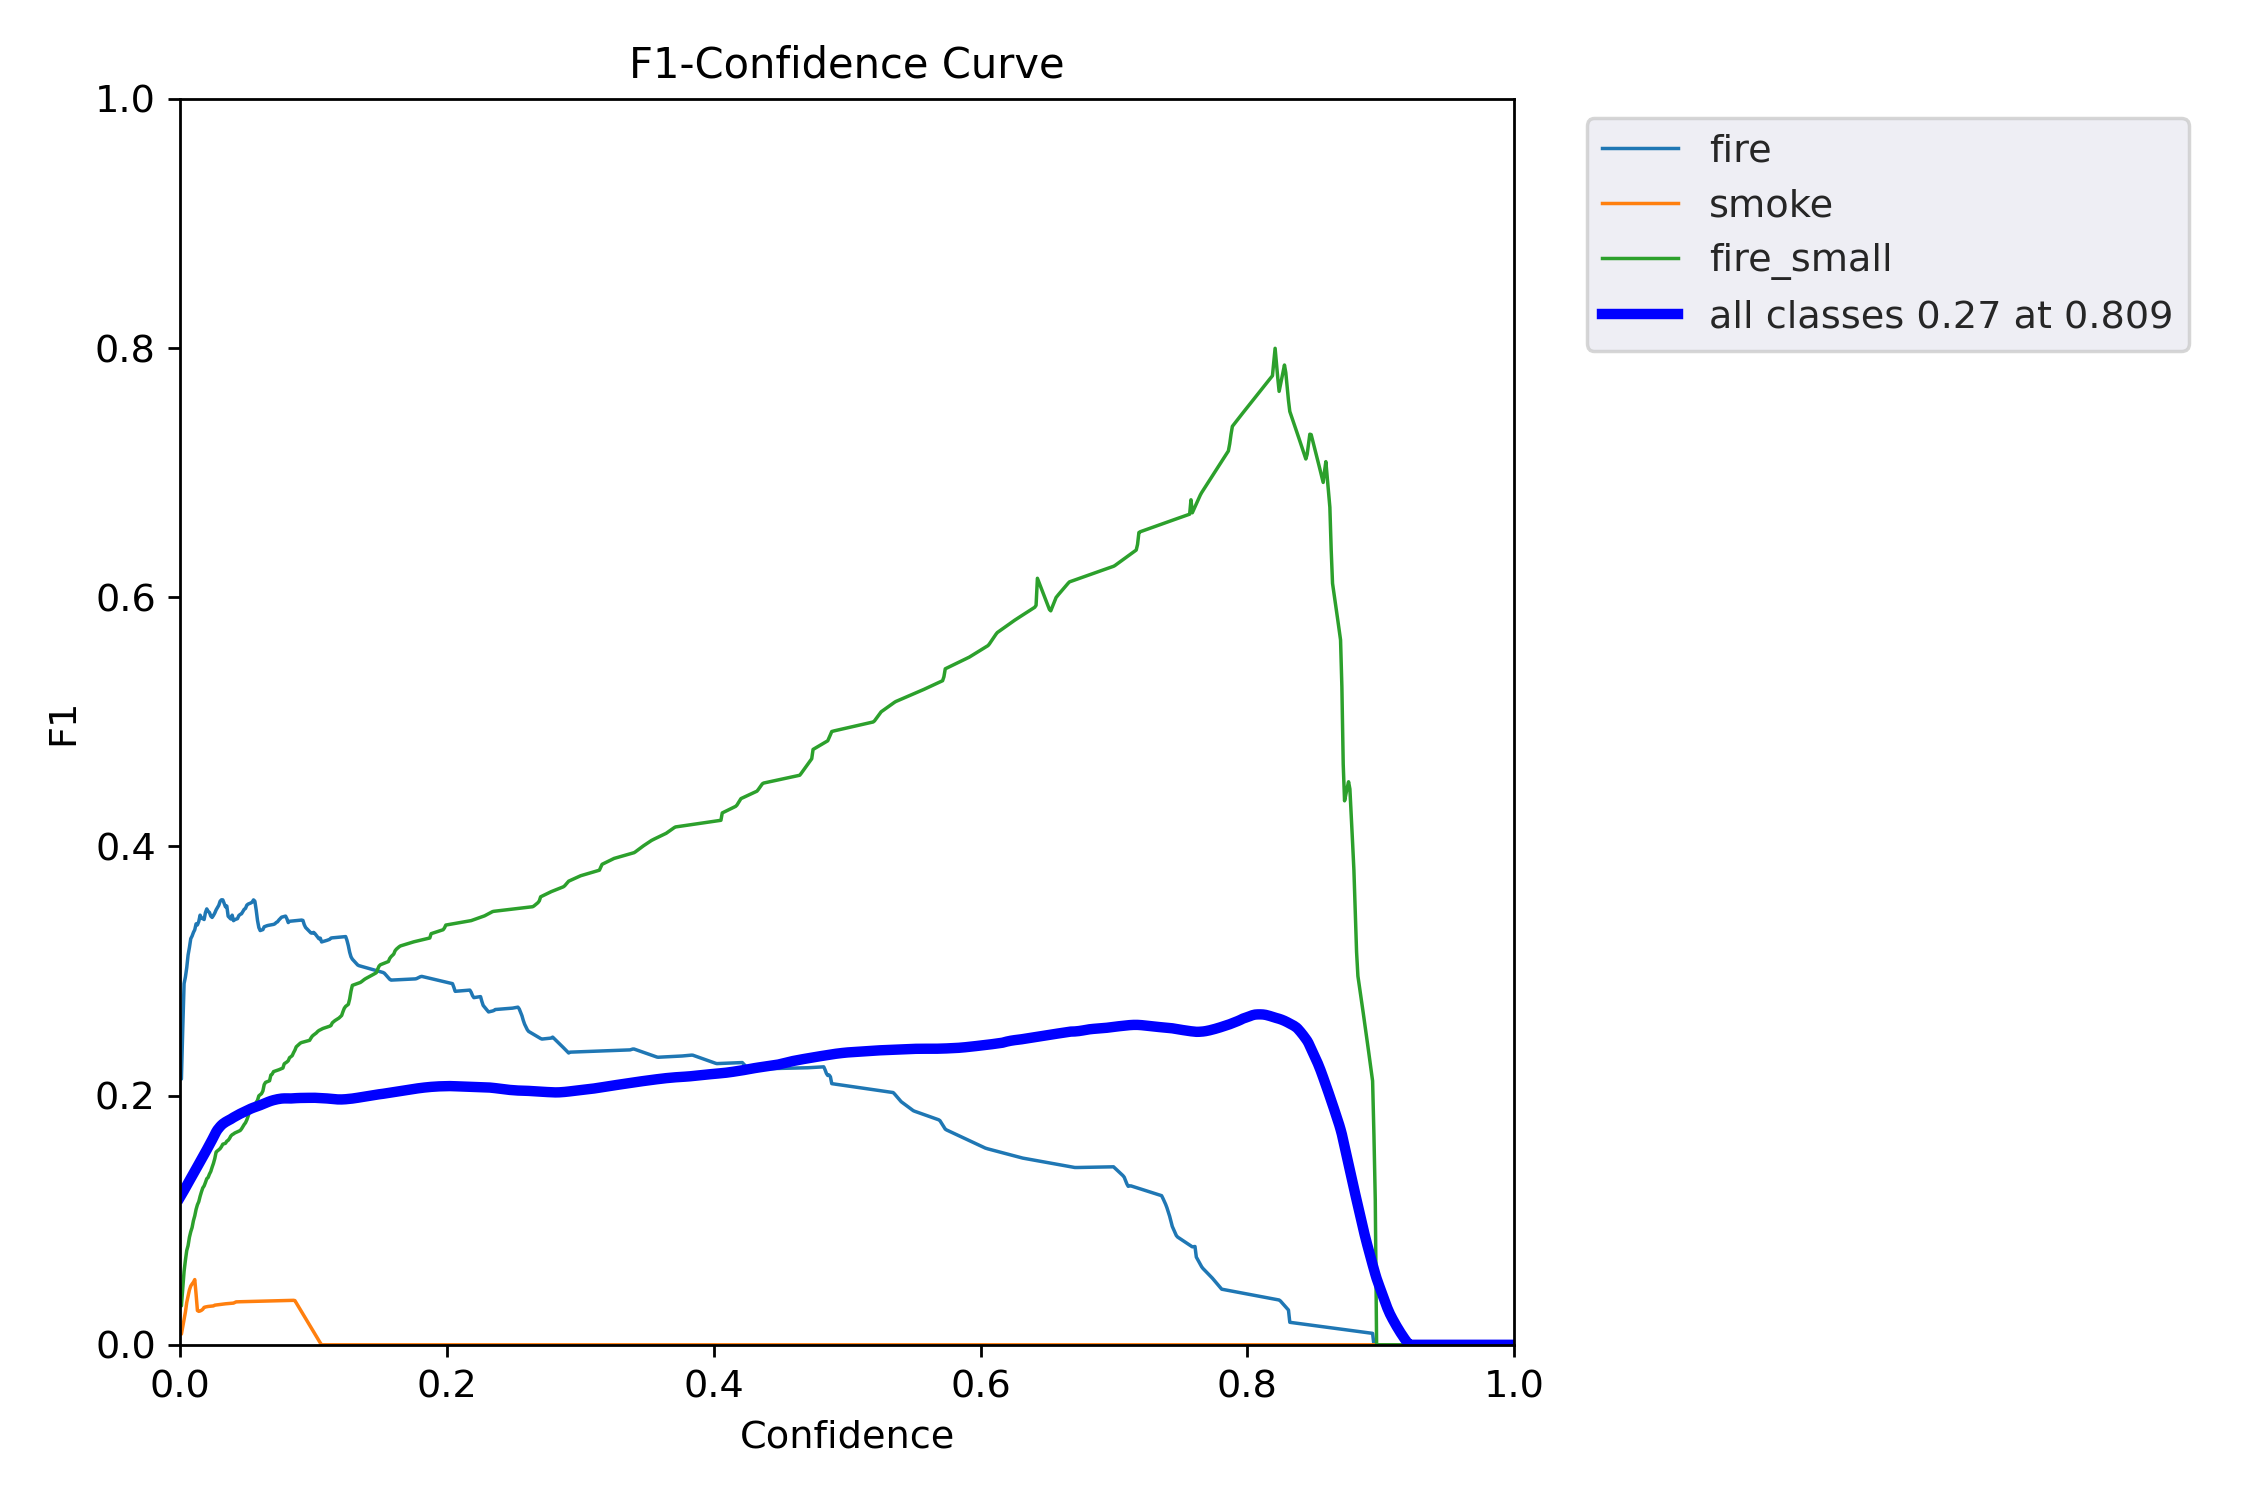 F1-Confidence Curve
1.0
0.8
0.6
0.4
0.2
0.0
F1
0.0 0.2 0.4 0.6 0.8 1.0
Confidence
fire
smoke
fire_small
all classes 0.27 at 0.809